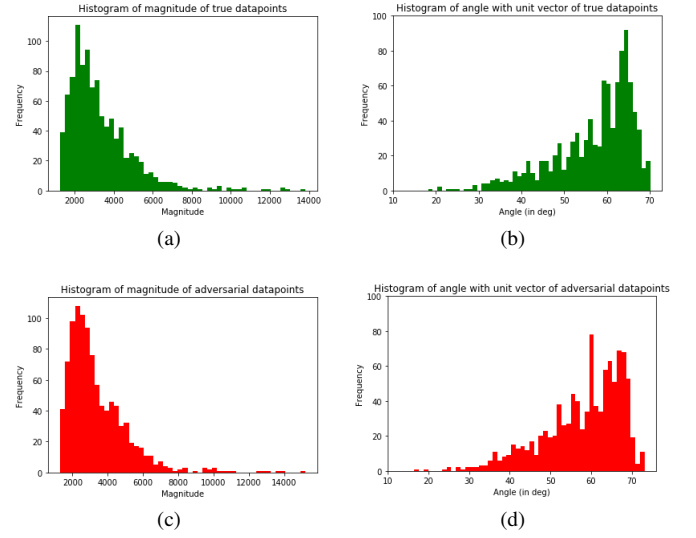 Histogram of magnitude of true datapoints
Histogram of angle with unit vector of true datapoints
Frequency
100
80
60
40
20
0
2000 4000 6000 8000 10000 12000 14000
Magnitude
(a)
Frequency
100
80
60
40
20
0
10 20 30 40 50 60 70
Angle (in deg)
(b)
Histogram of magnitude of adversarial datapoints
Histogram of angle with unit vector of adversarial datapoints
Frequency
100
80
60
40
20
0
2000 4000 6000 8000 10000 12000 14000
Magnitude
(c)
Frequency
100
80
60
40
20
0
10 20 30 40 50 60 70
Angle (in deg)
(d)